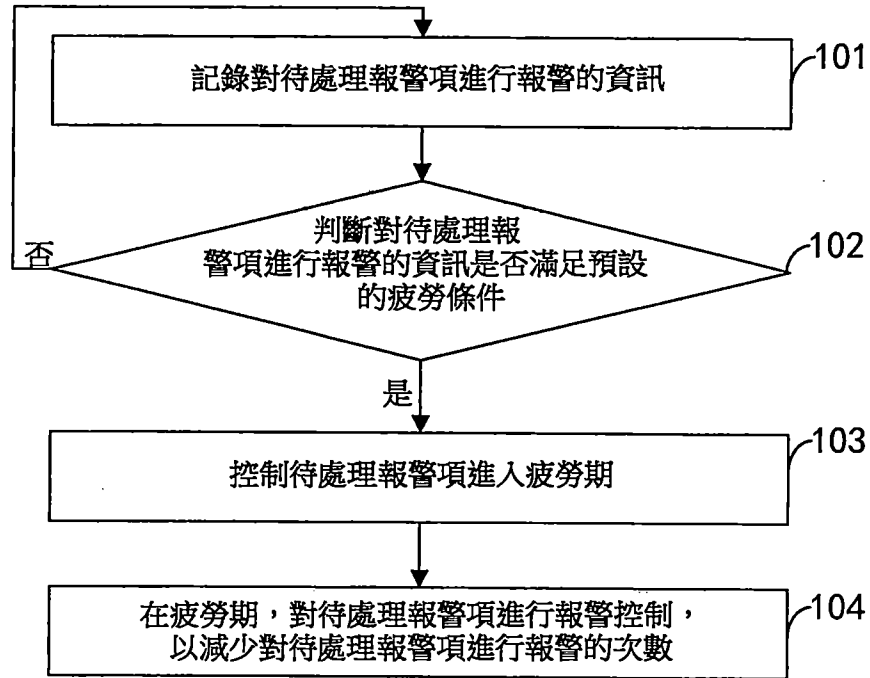 記錄對待處理報警項進行報警的資訊
101
判斷對待處理報
警項進行報警的資訊是否滿足預設
的疲勞條件
102
否
是
控制待處理報警項進入疲勞期
103
在疲勞期，對待處理報警項進行報警控制，
以減少對待處理報警項進行報警的次數
104